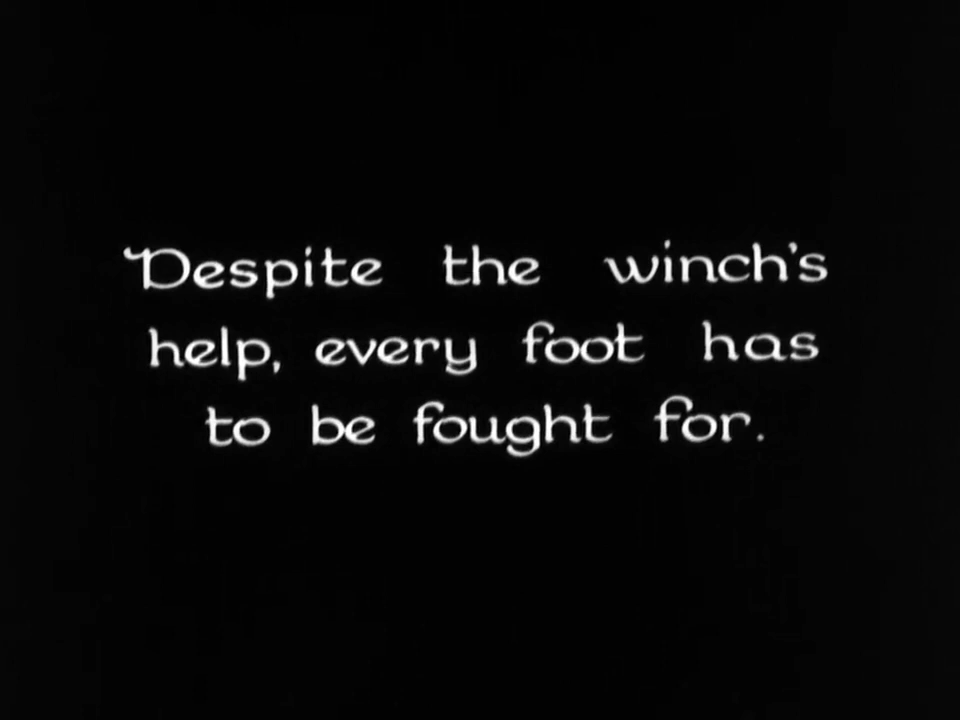 Despite the winch's
help, every foot has
to be fought for.